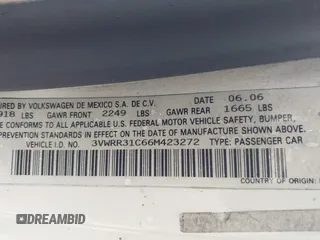 URED BY VOLKSWAGEN DE MEXICO S.A. DE C.V. 06.06
918 LBS GAWR FRONT 2249 LBS GAWR REAR 1665 LBS
CONFORMS TO ALL APPLICABLE U.S. FEDERAL MOTOR VEHICLE SAFETY, BUMPER,
PREVENTION STANDARDS IN EFFECT ON THE DATE OF MANUFACTURE SHOWN ABOVE.
VEHICLE I.D. NO.: 3VWRR31C66M423272 TYPE: PASSENGER CAR
COUNTRY OF ORIGIN:
DREAMBID